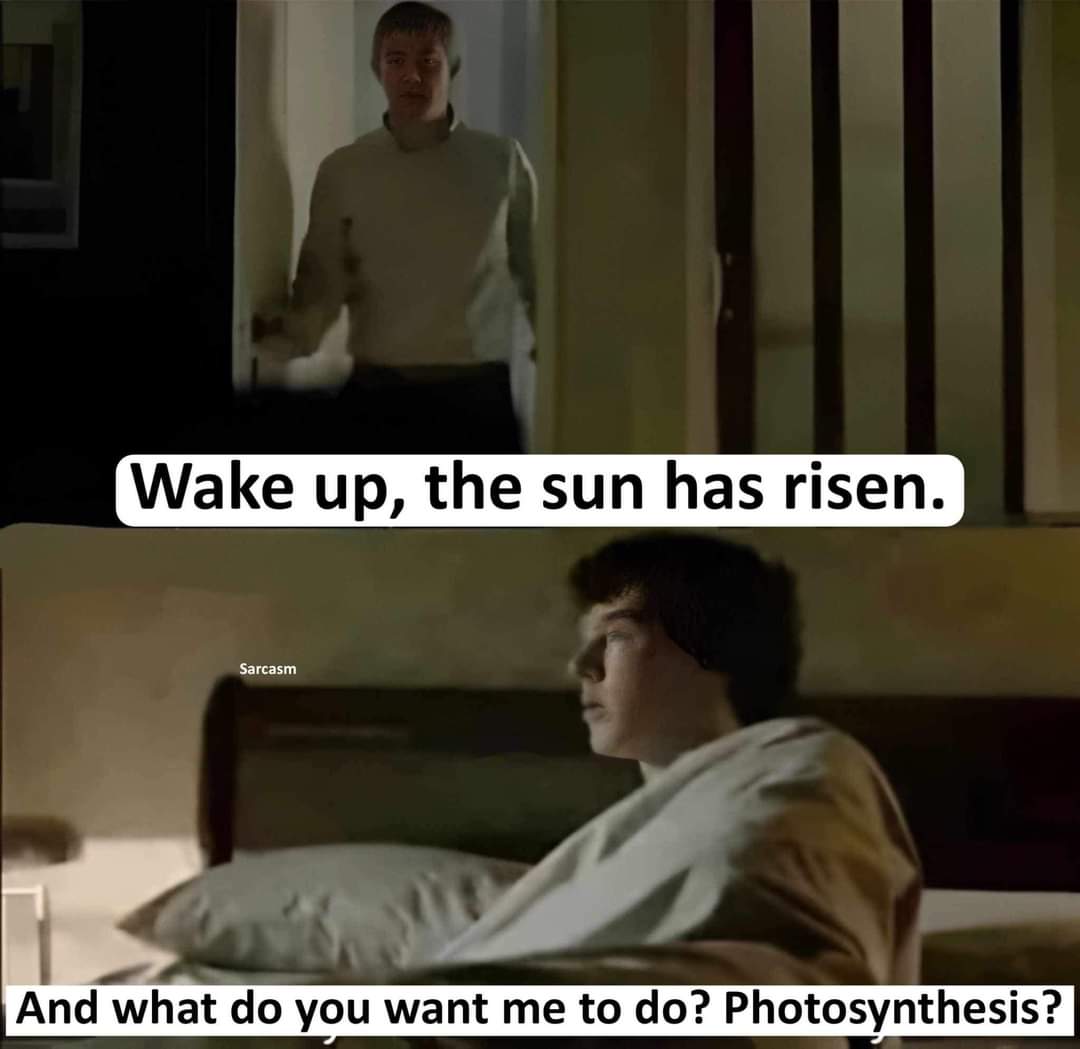 Wake up, the sun has risen.
Sarcasm
And what do you want me to do? Photosynthesis?